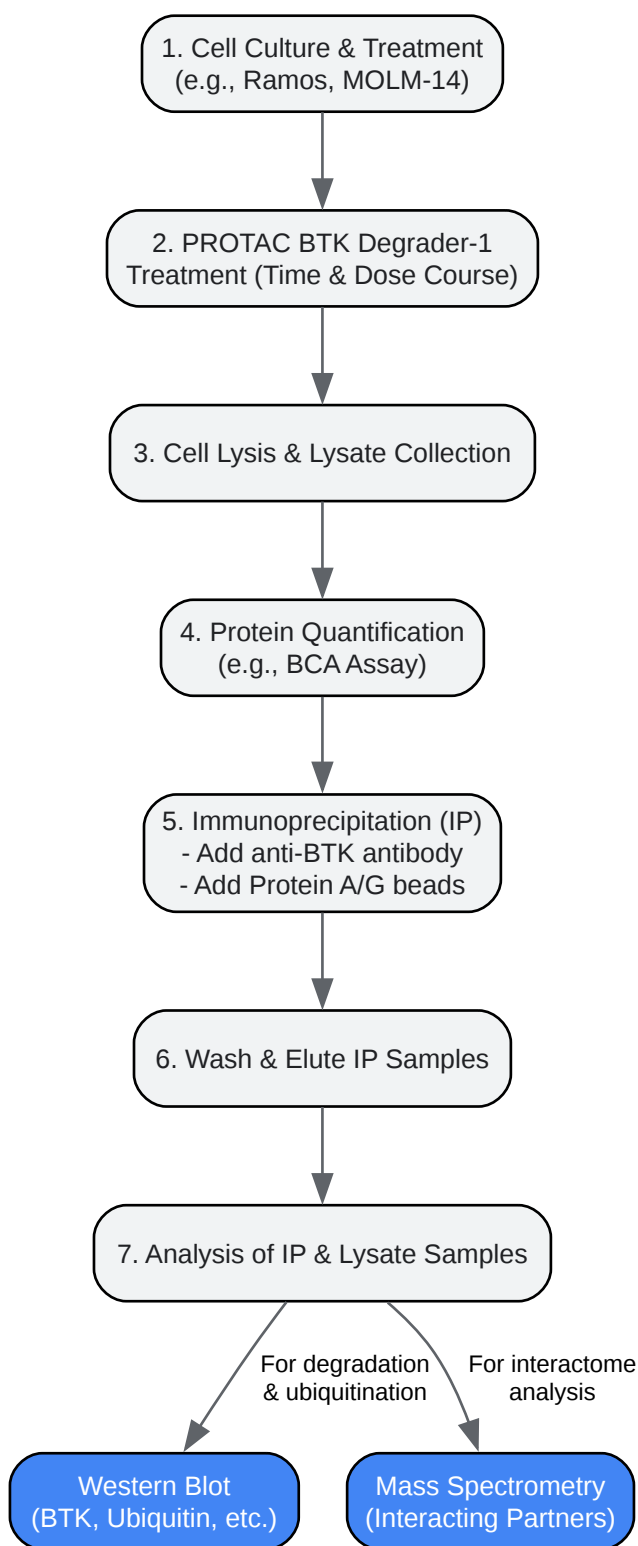 1. Cell Culture & Treatment
(e.g., Ramos, MOLM-14)
2. PROTAC BTK Degrader-1
Treatment (Time & Dose Course)
3. Cell Lysis & Lysate Collection
4. Protein Quantification
(e.g., BCA Assay)
5. Immunoprecipitation (IP)
- Add anti-BTK antibody
- Add Protein A/G beads
6. Wash & Elute IP Samples
7. Analysis of IP & Lysate Samples
For degradation
& ubiquitination
For interactome
analysis
Western Blot
(BTK, Ubiquitin, etc.)
Mass Spectrometry
(Interacting Partners)